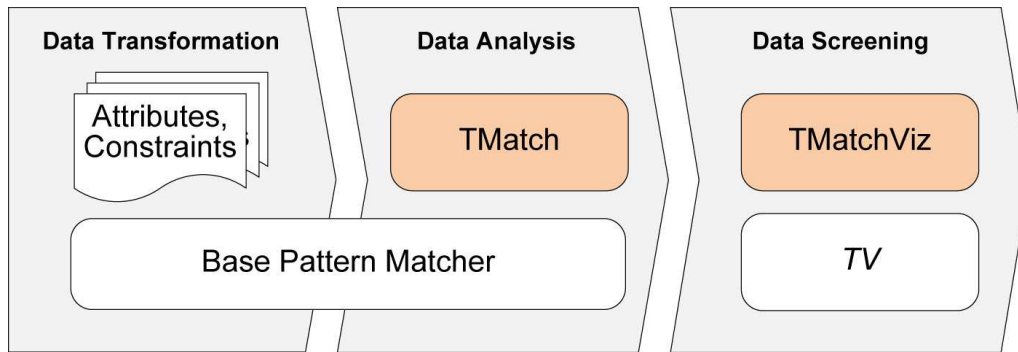 Data Transformation
Data Analysis
Data Screening
Attributes,
Constraints
TMatch
TMatchViz
Base Pattern Matcher
TV